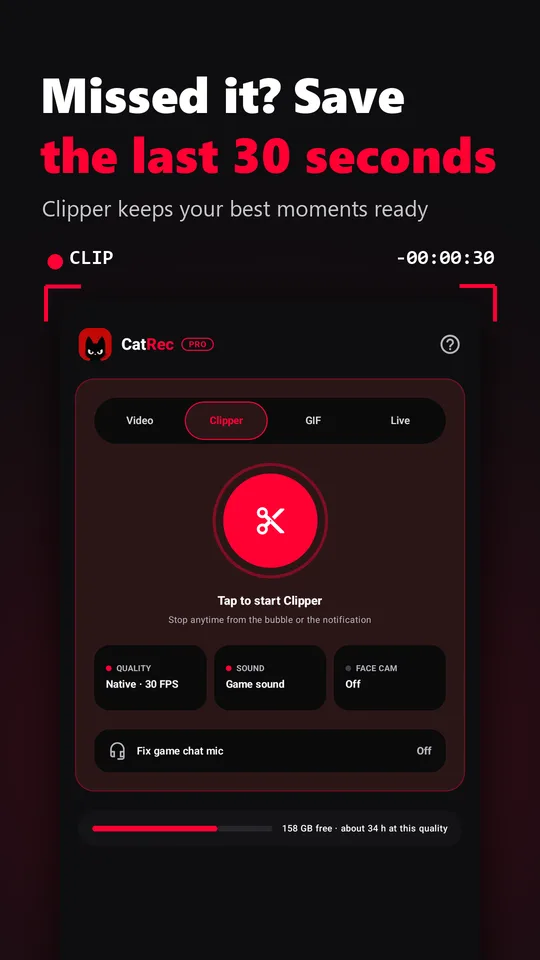 Missed it? Save
the last 30 seconds
Clipper keeps your best moments ready
CLIP
-00:00:30
CatRec PRO
Video
Clipper
GIF
Live
Tap to start Clipper
Stop anytime from the bubble or the notification
QUALITY
Native · 30 FPS
SOUND
Game sound
FACE CAM
Off
Fix game chat mic
Off
158 GB free · about 34 h at this quality